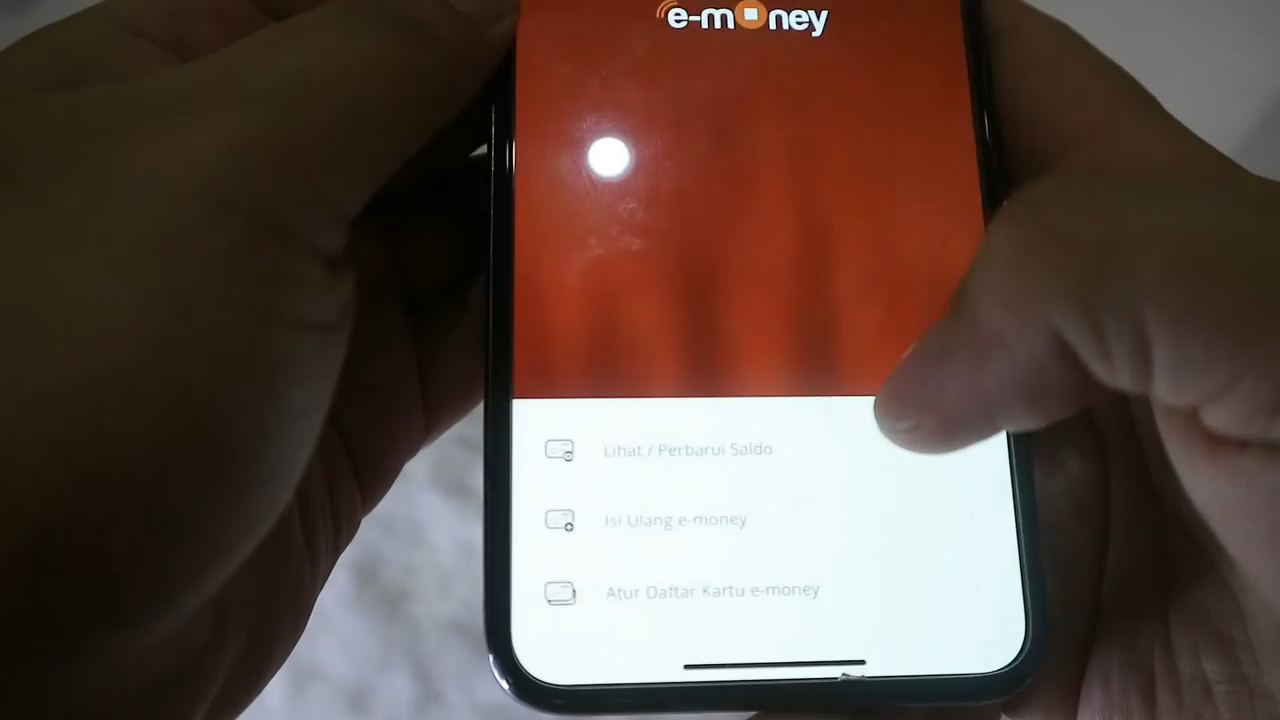 e-money
Lihat / Perbarui Saldo
Isi Ulang e-money
Atur Daftar Kartu e-money